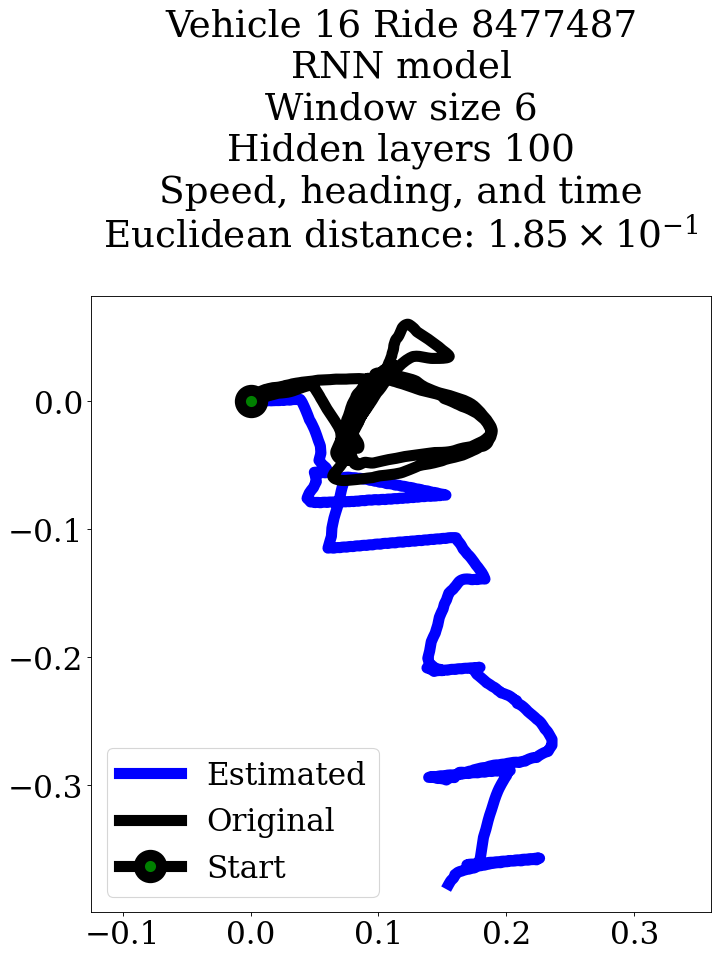 Vehicle 16 Ride 8477487
RNN model
Window size 6
Hidden layers 100
Speed, heading, and time
Euclidean distance: 1.85 × 10⁻¹
0.0
−0.1
−0.2
−0.3
Estimated
Original
Start
−0.1 0.0 0.1 0.2 0.3